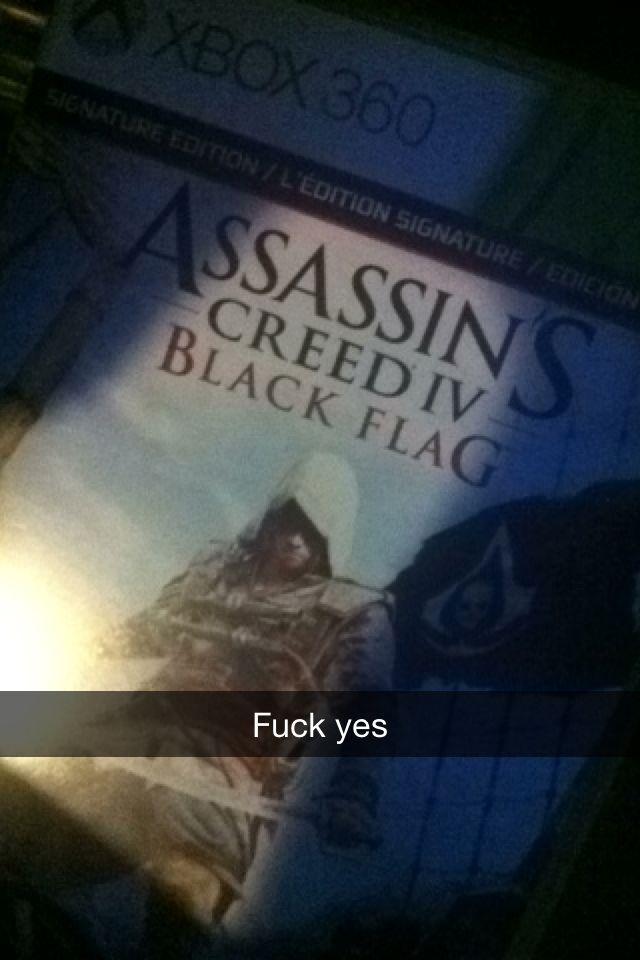 XBOX 360
SIGNATURE EDITION / L'ÉDITION SIGNATURE / EDICIÓN
ASSASSIN'S
CREED IV
BLACK FLAG
Fuck yes